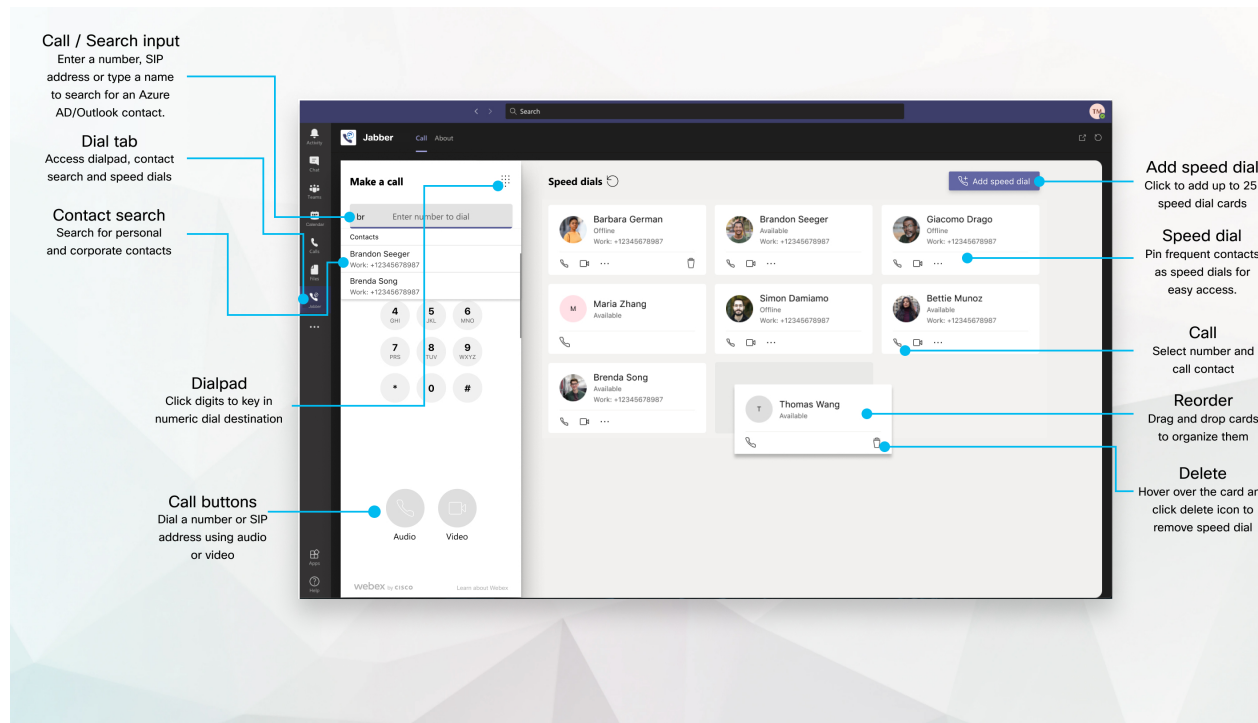 Call / Search input
Enter a number, SIP
address or type a name
to search for an Azure
AD/Outlook contact.
Dial tab
Access dialpad, contact
search and speed dials
Contact search
Search for personal
and corporate contacts
Dialpad
Click digits to key in
numeric dial destination
Call buttons
Dial a number or SIP
address using audio
or video
Search
TM
Activity
Chat
Teams
Calendar
Calls
Files
Jabber
Apps
Help
Jabber
Call About
Make a call
br Enter number to dial
Contacts
Brandon Seeger
Work: +12345678987
Brenda Song
Work: +12345678987
4 5 6
GHI JKL MNO
7 8 9
PRS TUV WXYZ
* 0 #
Audio Video
webex by CISCO Learn about Webex
Speed dials
Add speed dial
Barbara German
Offline
Work: +12345678987
Brandon Seeger
Available
Work: +12345678987
Giacomo Drago
Offline
Work: +12345678987
M
Maria Zhang
Available
Simon Damiamo
Offline
Work: +12345678987
Bettie Munoz
Available
Work: +12345678987
Brenda Song
Available
Work: +12345678987
T
Thomas Wang
Available
Add speed dial
Click to add up to 25
speed dial cards
Speed dial
Pin frequent contacts
as speed dials for
easy access.
Call
Select number and
call contact
Reorder
Drag and drop cards
to organize them
Delete
Hover over the card an
click delete icon to
remove speed dial